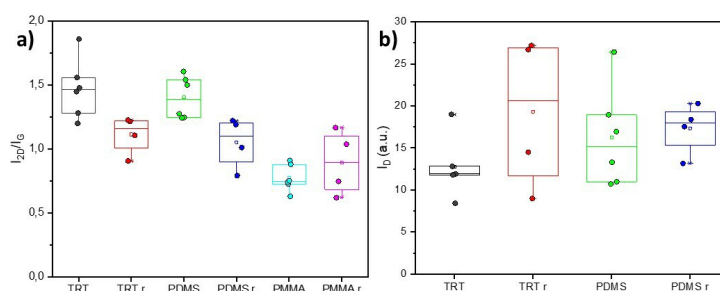 a)
I2D/IG
2,0
1,5
1,0
0,5
0,0
TRT TRT r PDMS PDMS r PMMA PMMA r
b)
ID (a.u.)
30
25
20
15
10
5
0
TRT TRT r PDMS PDMS r